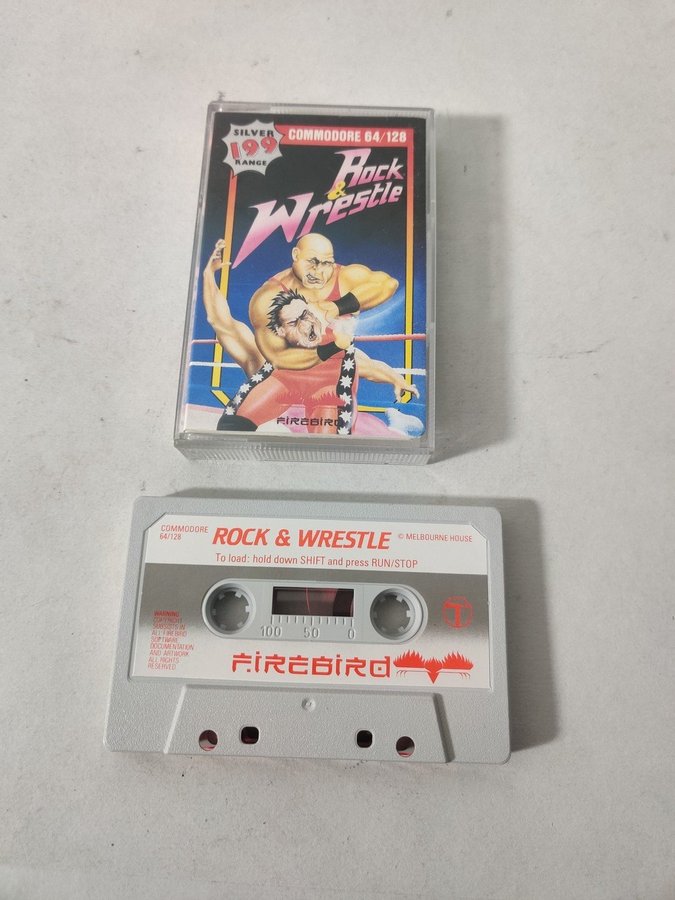 SILVER
199
RANGE
COMMODORE 64/128
Rock
&
Wrestle
FIREBIRD
COMMODORE
64/128
ROCK & WRESTLE
© MELBOURNE HOUSE
To load: hold down SHIFT and press RUN/STOP
WARNING
COPYRIGHT
SUBSISTS IN
ALL FIREBIRD
SOFTWARE,
DOCUMENTATION
AND ARTWORK
ALL RIGHTS
RESERVED
100 50 0
FIREBIRD